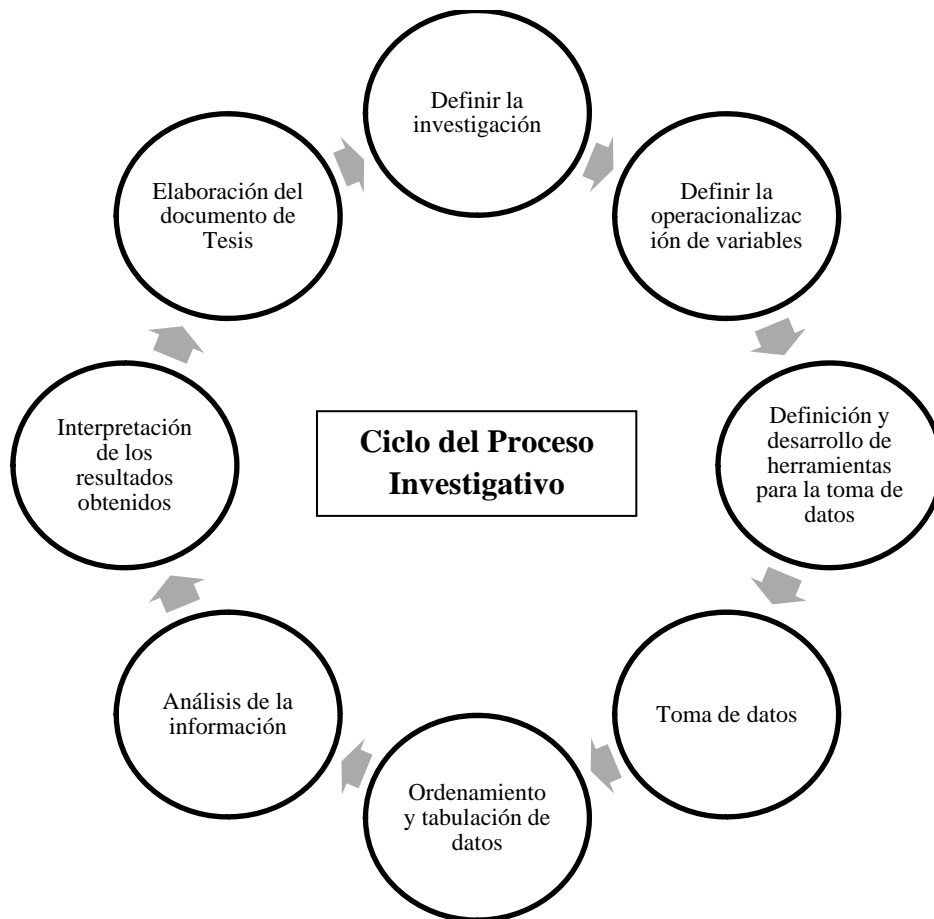 Definir la
investigación
Definir la
operacionalizac
ión de variables
Definición y
desarrollo de
herramientas
para la toma de
datos
Toma de datos
Ordenamiento
y tabulación de
datos
Análisis de la
información
Interpretación
de los
resultados
obtenidos
Elaboración del
documento de
Tesis
Ciclo del Proceso
Investigativo